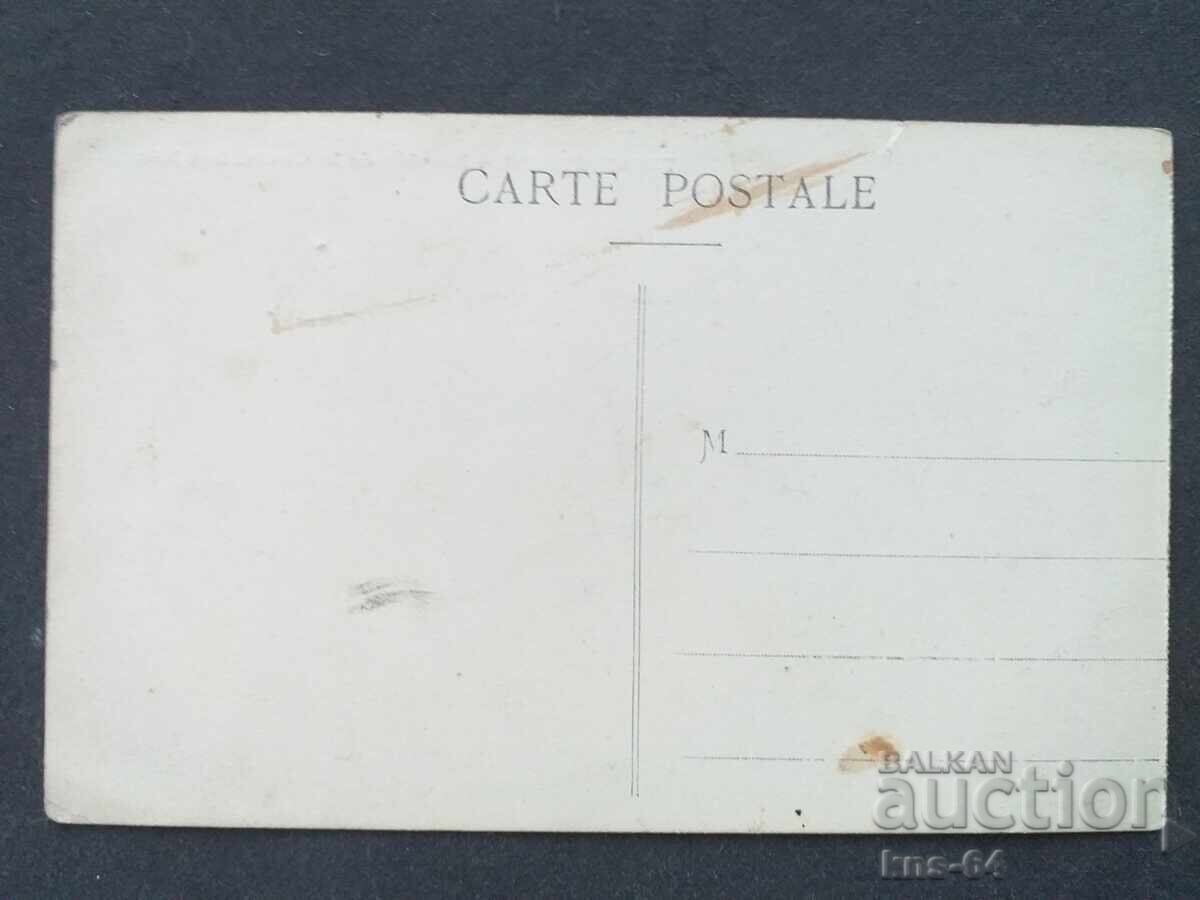 CARTE POSTALE
M
BALKAN
auction
kns-64